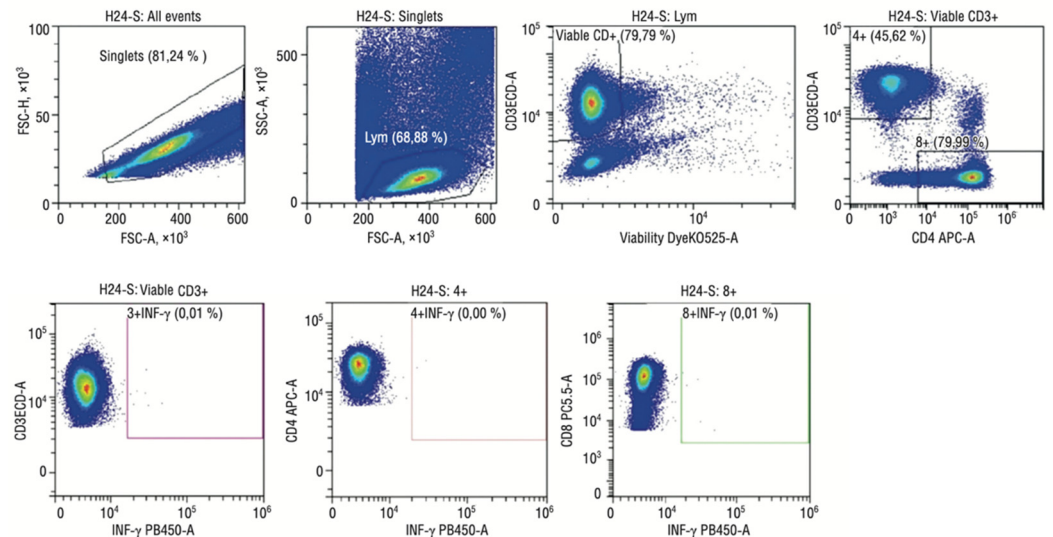 H24-S: All events
100
50
0
FSC-H, ×10³
Singlets (81,24 % )
0 200 400 600
FSC-A, ×10³
H24-S: Singlets
500
0
SSC-A, ×10³
Lym (68,88 %)
0 200 400 600
FSC-A, ×10³
H24-S: Lym
Viable CD+ (79,79 %)
10⁵
10⁴
0
CD3ECD-A
0 10⁴
Viability DyeKO525-A
H24-S: Viable CD3+
4+ (45,62 %)
10⁵
10⁴
0
CD3ECD-A
8+ (79,99 %)
0 10³ 10⁴ 10⁵ 10⁶
CD4 APC-A
H24-S: Viable CD3+
3+INF-γ (0,01 %)
10⁵
10⁴
0
CD3ECD-A
0 10⁴ 10⁵ 10⁶
INF-γ PB450-A
H24-S: 4+
4+INF-γ (0,00 %)
10⁵
10⁴
0
CD4 APC-A
0 10⁴ 10⁵ 10⁶
INF-γ PB450-A
H24-S: 8+
8+INF-γ (0,01 %)
10⁶
10⁵
10⁴
10³
0
CD8 PC5.5-A
0 10⁴ 10⁵ 10⁶
INF-γ PB450-A